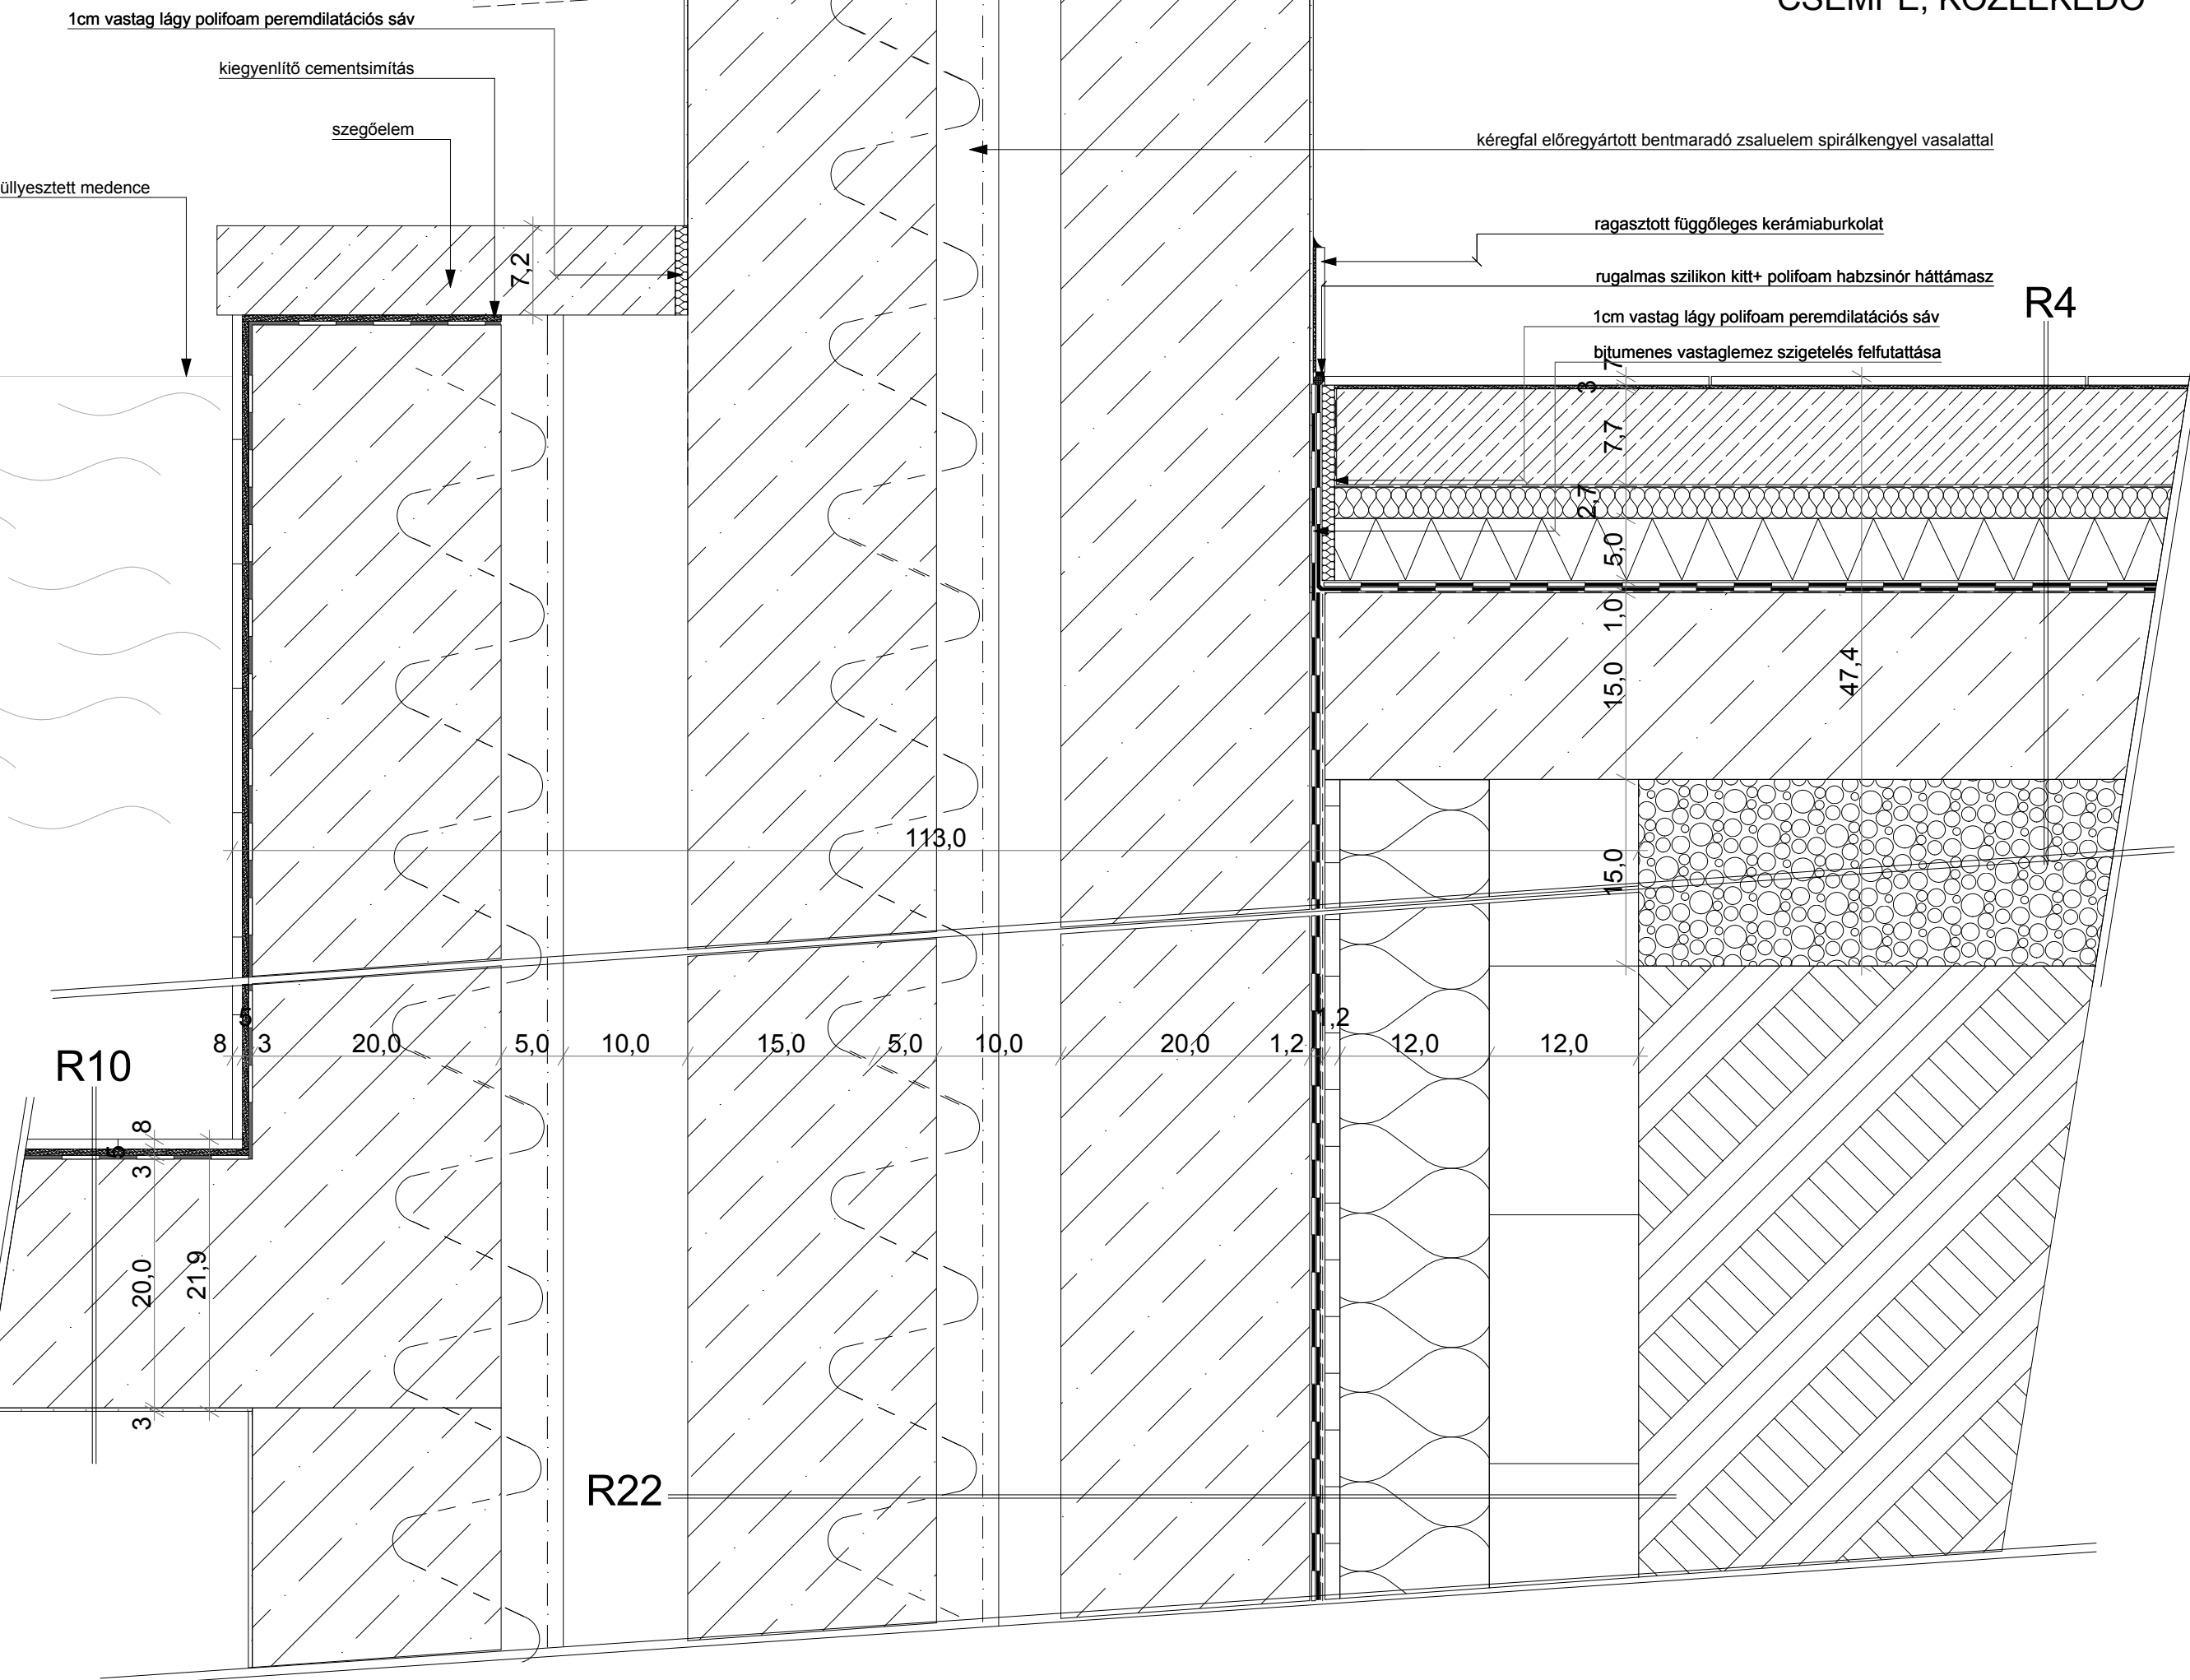 1cm vastag lágy polifoam peremdilatációs sáv
kiegyenlítő cementsimítás
szegőelem
üllyesztett medence
kéregfal előregyártott bentmaradó zsaluelem spirálkengyel vasalattal
ragasztott függőleges kerámiaburkolat
rugalmas szilikon kitt+ polifoam habzsinór háttámasz
R4
1cm vastag lágy polifoam peremdilatációs sáv
bitumenes vastaglemez szigetelés felfutattása
7,2
7
3
7,7
2,7
5,0
1,0
15,0
47,4
15,0
113,0
5
8
3
20,0
5,0
10,0
15,0
5,0
10,0
20,0
1,2
1,2
12,0
12,0
R10
8
5
3
20,0
21,9
3
R22